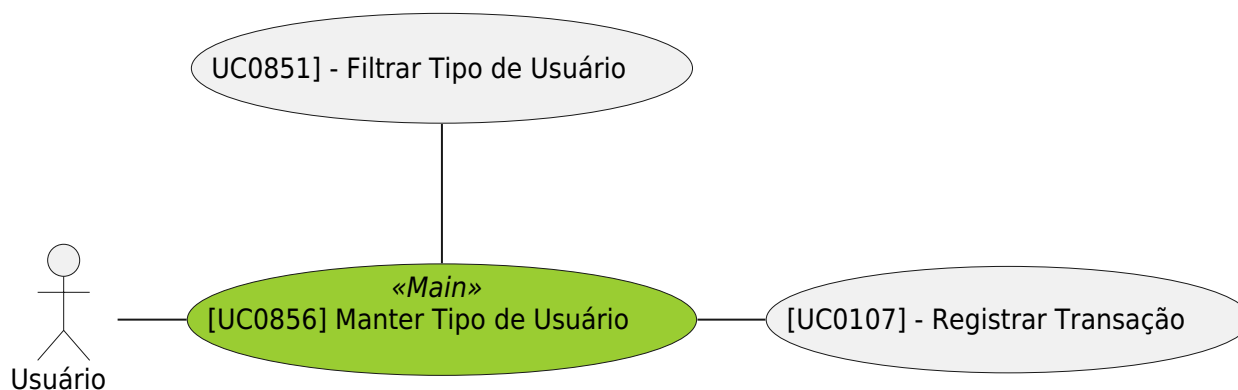 UC0851] - Filtrar Tipo de Usuário
«Main»
[UC0856] Manter Tipo de Usuário
[UC0107] - Registrar Transação
Usuário